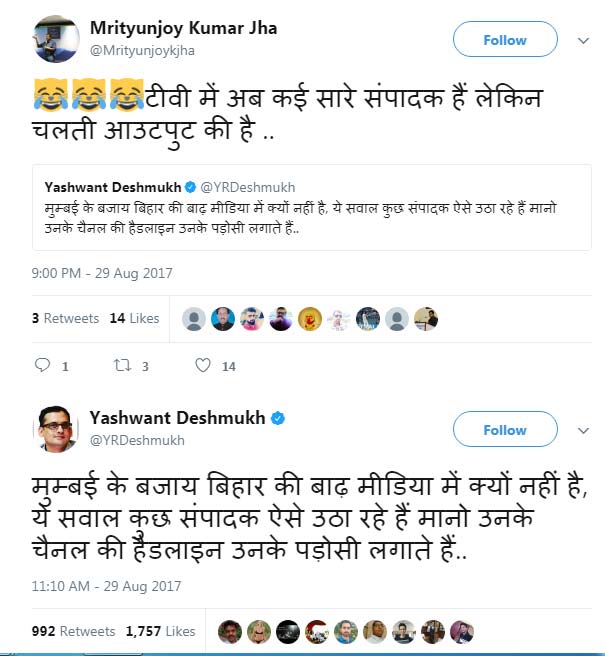 Mrityunjoy Kumar Jha
@Mrityunjoykjha
Follow
😹😹😹टीवी में अब कई सारे संपादक हैं लेकिन
चलती आउटपुट की है ..
Yashwant Deshmukh @YRDeshmukh
मुम्बई के बजाय बिहार की बाढ़ मीडिया में क्यों नहीं है, ये सवाल कुछ संपादक ऐसे उठा रहे हैं मानो
उनके चैनल की हैडलाइन उनके पड़ोसी लगाते हैं..
9:00 PM - 29 Aug 2017
3 Retweets 14 Likes
1 3 14
Yashwant Deshmukh
@YRDeshmukh
Follow
मुम्बई के बजाय बिहार की बाढ़ मीडिया में क्यों नहीं है,
ये सवाल कुछ संपादक ऐसे उठा रहे हैं मानो उनके
चैनल की हैडलाइन उनके पड़ोसी लगाते हैं..
11:10 AM - 29 Aug 2017
992 Retweets 1,757 Likes